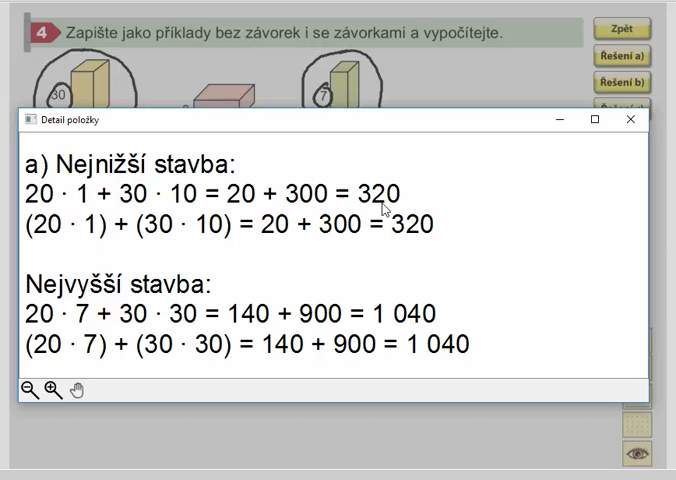 4 Zapište jako příklady bez závorek i se závorkami a vypočítejte.
Zpět
Řešení a)
Řešení b)
30
7
Detail položky
a) Nejnižší stavba:
20 · 1 + 30 · 10 = 20 + 300 = 320
(20 · 1) + (30 · 10) = 20 + 300 = 320
Nejvyšší stavba:
20 · 7 + 30 · 30 = 140 + 900 = 1 040
(20 · 7) + (30 · 30) = 140 + 900 = 1 040